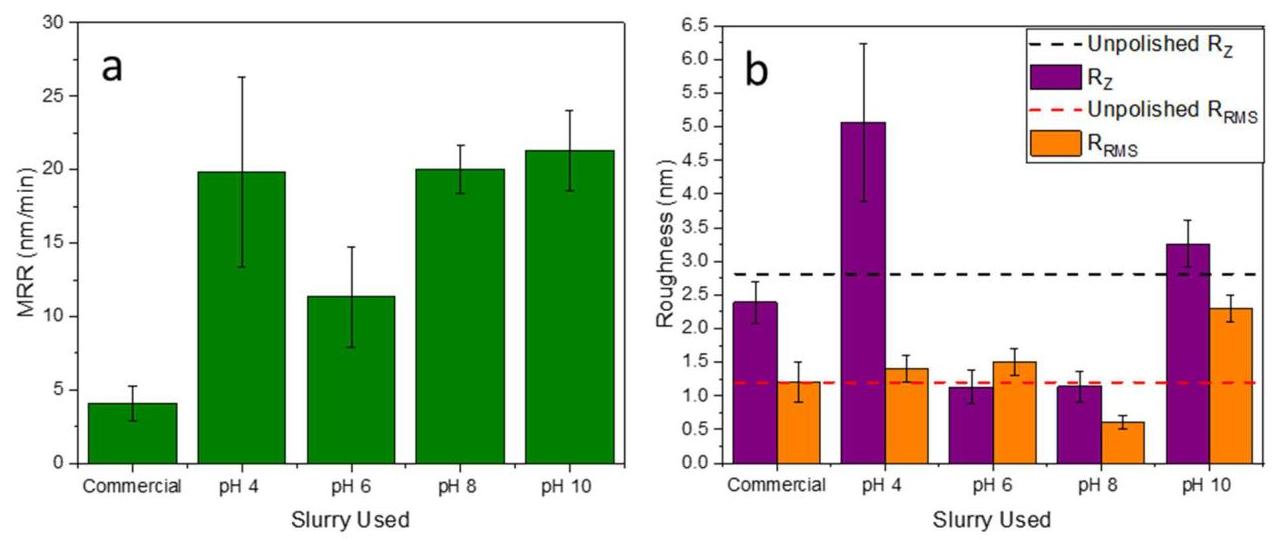 a
MRR (nm/min)
30
25
20
15
10
5
0
Commercial
pH 4
pH 6
pH 8
pH 10
Slurry Used
b
Roughness (nm)
6.5
6.0
5.5
5.0
4.5
4.0
3.5
3.0
2.5
2.0
1.5
1.0
0.5
0.0
Unpolished RZ
RZ
Unpolished RRMS
RRMS
Commercial
pH 4
pH 6
pH 8
pH 10
Slurry Used